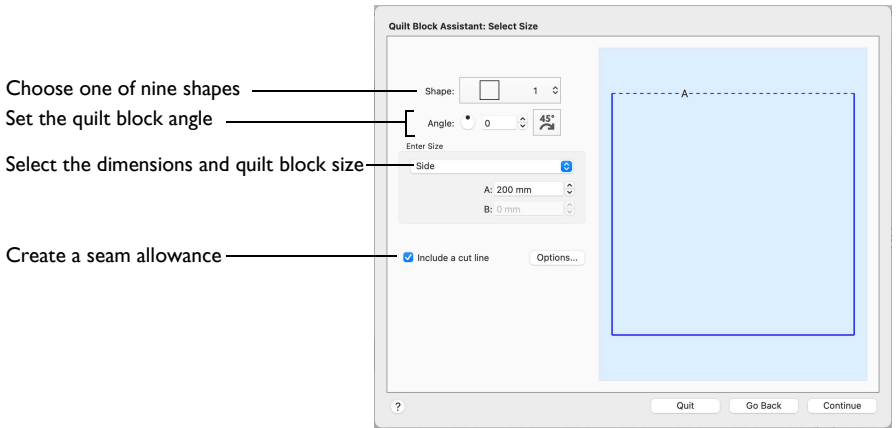 Quilt Block Assistant: Select Size
Choose one of nine shapes
Shape: 1
Set the quilt block angle
Angle: 0 45°
Enter Size
Select the dimensions and quilt block size
Side
A: 200 mm
B: 0 mm
Create a seam allowance
Include a cut line Options...
A
? Quit Go Back Continue